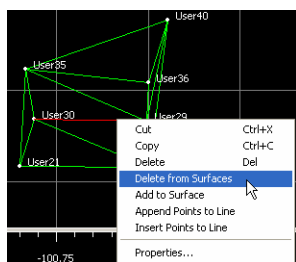 User40
User35
User36
User30
User29
User21
Cut Ctrl+X
Copy Ctrl+C
Delete Del
Delete from Surfaces
Add to Surface
Append Points to Line
Insert Points to Line
Properties...
-100.75